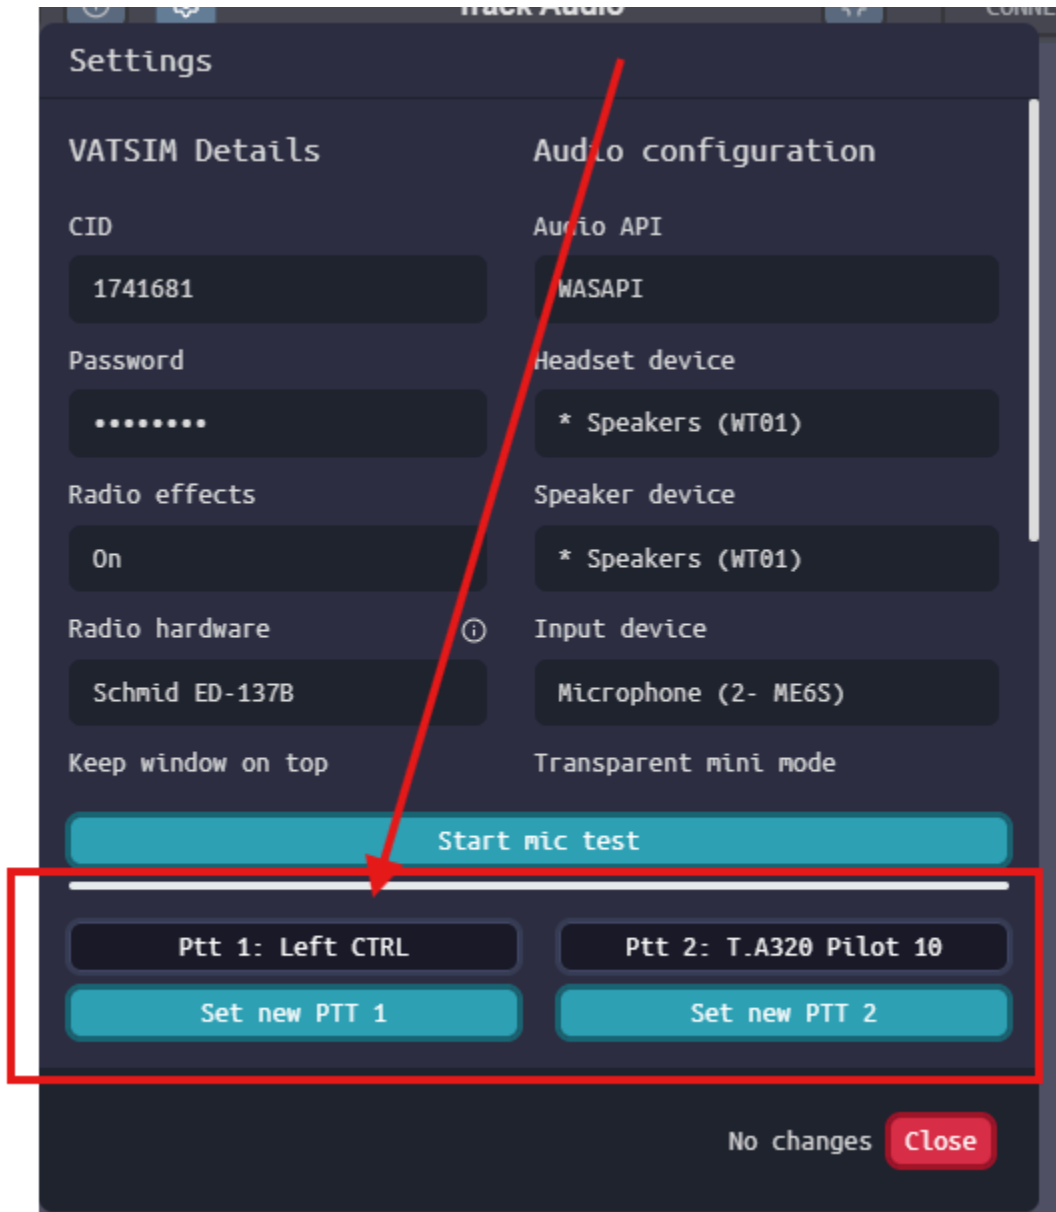 Track Audio
Settings
VATSIM Details
Audio configuration
CID
Audio API
1741681
WASAPI
Password
Headset device
••••••••
* Speakers (WT01)
Radio effects
Speaker device
On
* Speakers (WT01)
Radio hardware
Input device
Schmid ED-137B
Microphone (2- ME6S)
Keep window on top
Transparent mini mode
Start mic test
Ptt 1: Left CTRL
Ptt 2: T.A320 Pilot 10
Set new PTT 1
Set new PTT 2
No changes
Close